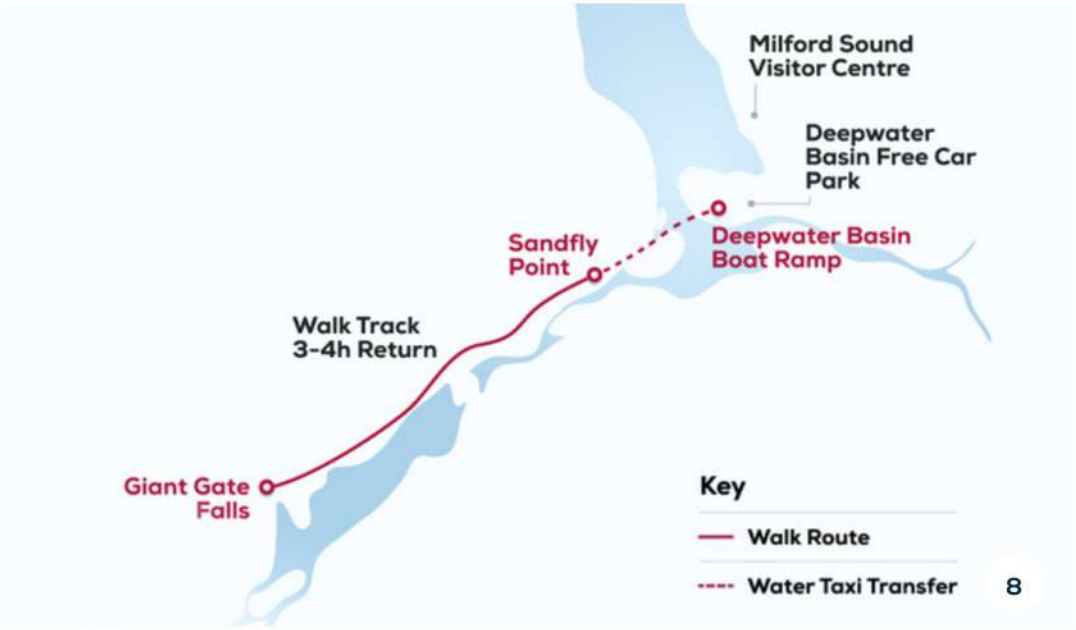 Milford Sound
Visitor Centre
Deepwater
Basin Free Car
Park
Sandfly
Point
Deepwater Basin
Boat Ramp
Walk Track
3-4h Return
Giant Gate
Falls
Key
Walk Route
Water Taxi Transfer
8